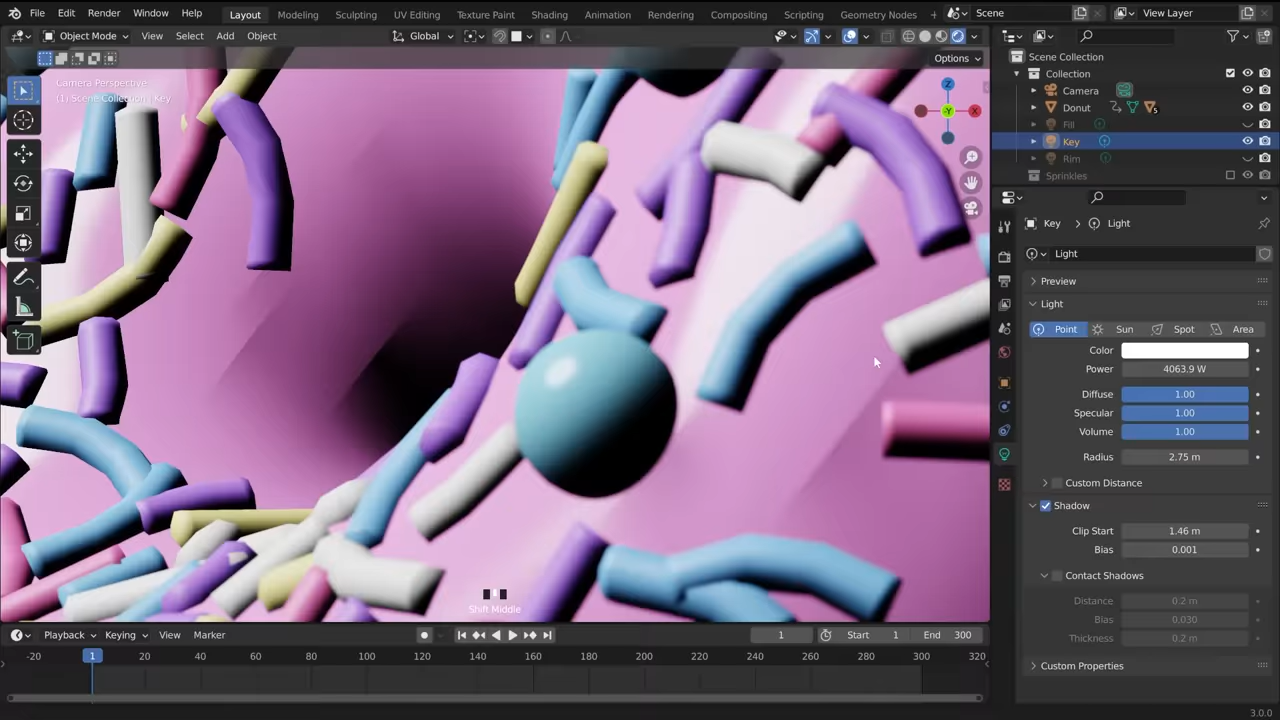 File Edit Render Window Help Layout Modeling Sculpting UV Editing Texture Paint Shading Animation Rendering Compositing Scripting Geometry Nodes + Scene View Layer
Object Mode View Select Add Object Global
Options
Camera Perspective
(1) Scene Collection | Key
Z
X
-Y
Shift Middle
Scene Collection
Collection
Camera
Donut 5
Fill
Key
Rim
Sprinkles
Key > Light
Light
Preview
Light
Point Sun Spot Area
Color
Power 4063.9 W
Diffuse 1.00
Specular 1.00
Volume 1.00
Radius 2.75 m
Custom Distance
Shadow
Clip Start 1.46 m
Bias 0.001
Contact Shadows
Distance 0.2 m
Bias 0.030
Thickness 0.2 m
Custom Properties
Playback Keying View Marker 1 Start 1 End 300
-20 1 20 40 60 80 100 120 140 160 180 200 220 240 260 280 300 320
3.0.0